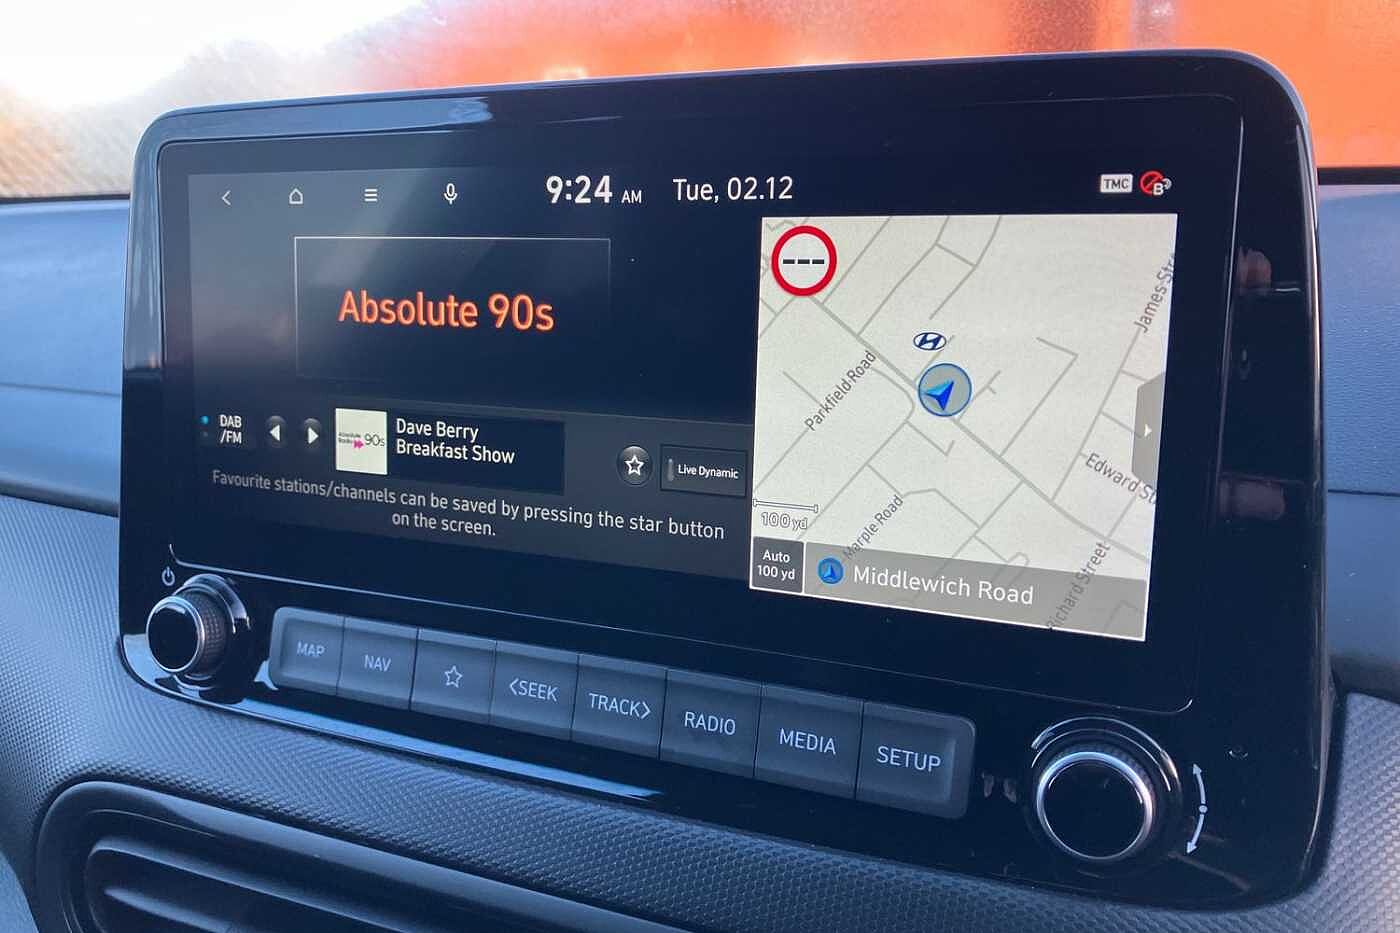 9:24 AM Tue, 02.12
TMC
B
Absolute 90s
DAB
/FM
Absolute
Radio 90s
Dave Berry
Breakfast Show
Live Dynamic
Favourite stations/channels can be saved by pressing the star button
on the screen.
James Str
Parkfield Road
Edward St
Marple Road
Richard Street
100 yd
Auto
100 yd
Middlewich Road
MAP
NAV
<SEEK
TRACK>
RADIO
MEDIA
SETUP